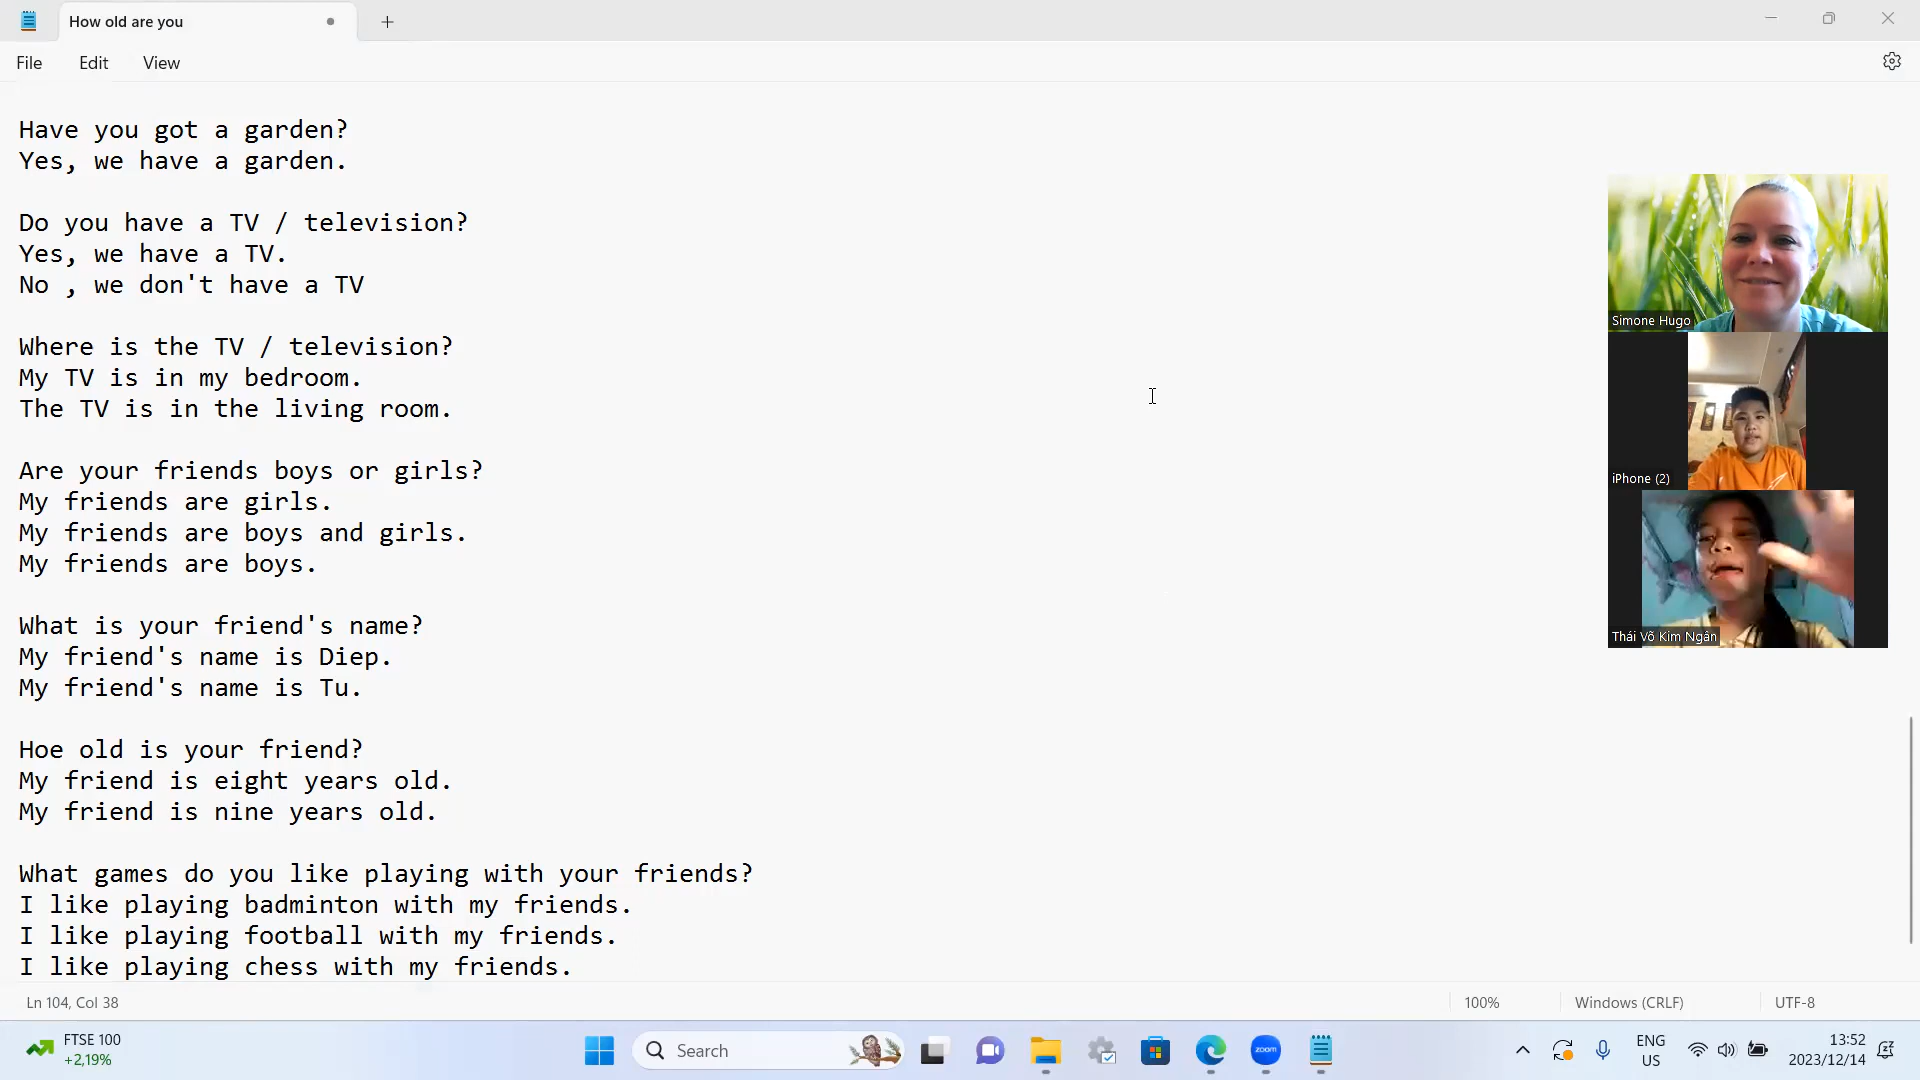 How old are you
File Edit View
Have you got a garden?
Yes, we have a garden.
Do you have a TV / television?
Yes, we have a TV.
No , we don't have a TV
Where is the TV / television?
My TV is in my bedroom.
The TV is in the living room.
Are your friends boys or girls?
My friends are girls.
My friends are boys and girls.
My friends are boys.
What is your friend's name?
My friend's name is Diep.
My friend's name is Tu.
Hoe old is your friend?
My friend is eight years old.
My friend is nine years old.
What games do you like playing with your friends?
I like playing badminton with my friends.
I like playing football with my friends.
I like playing chess with my friends.
Simone Hugo
iPhone (2)
Thái Võ Kim Ngân
Ln 104, Col 38 100% Windows (CRLF) UTF-8
FTSE 100
+2,19%
Search
zoom
ENG
US
13:52
2023/12/14